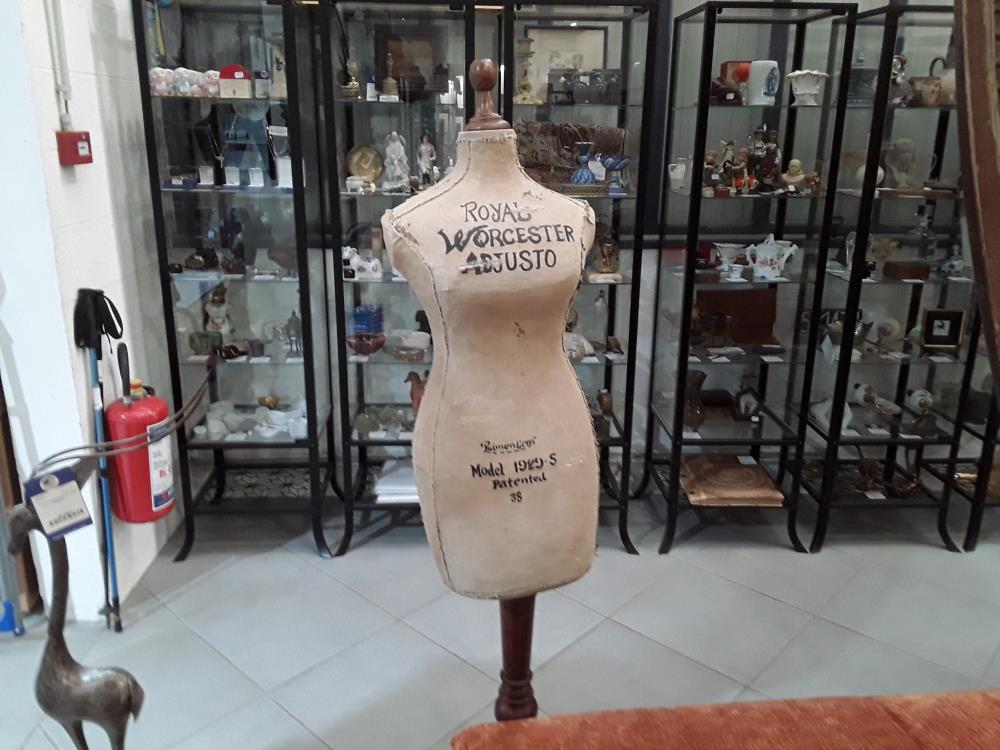 ROYAL
WORCESTER
ADJUSTO
Model 1929-S
Patented
38